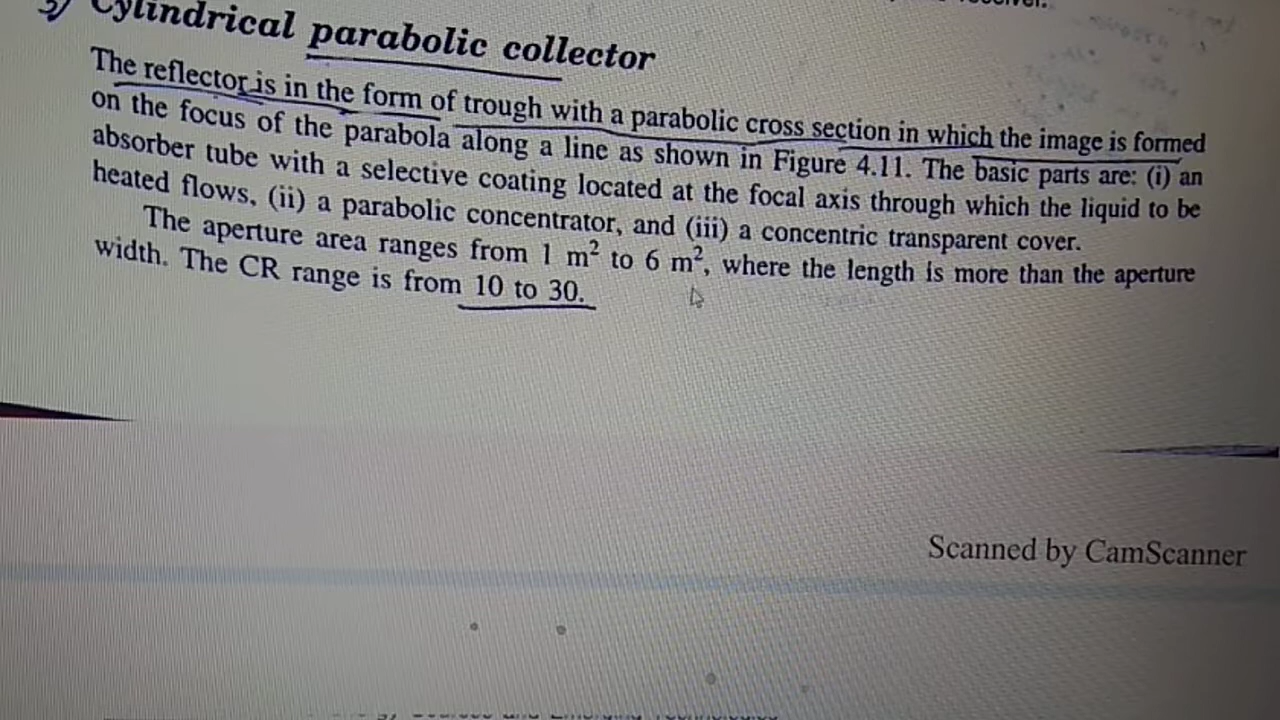 Cylindrical parabolic collector
The reflector is in the form of trough with a parabolic cross section in which the image is formed
on the focus of the parabola along a line as shown in Figure 4.11. The basic parts are: (i) an
absorber tube with a selective coating located at the focal axis through which the liquid to be
heated flows, (ii) a parabolic concentrator, and (iii) a concentric transparent cover.
The aperture area ranges from 1 m² to 6 m², where the length is more than the aperture
width. The CR range is from 10 to 30.
Scanned by CamScanner